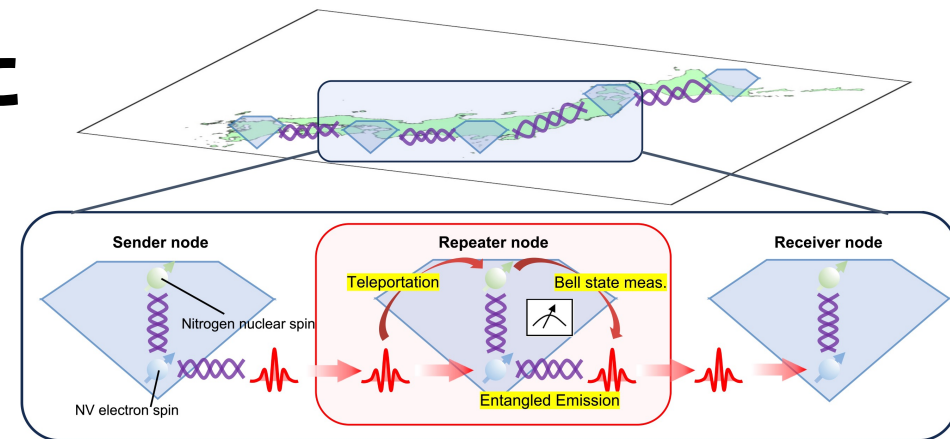 Sender node
Repeater node
Receiver node
Teleportation
Bell state meas.
Nitrogen nuclear spin
Entangled Emission
NV electron spin